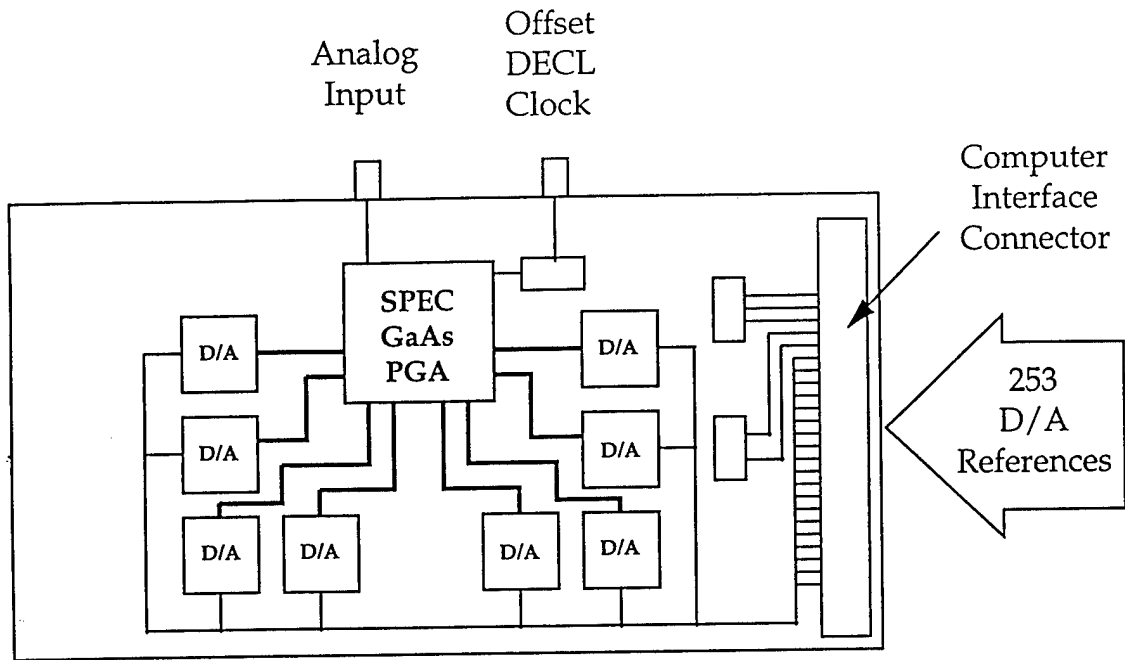 Analog
Input
Offset
DECL
Clock
Computer
Interface
Connector
SPEC
GaAs
PGA
D/A
D/A
D/A
D/A
D/A
D/A
D/A
D/A
253
D/A
References